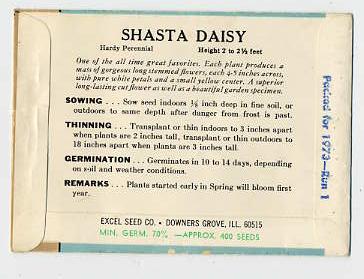 SHASTA DAISY
Hardy Perennial Height 2 to 2½ feet
One of the all time great favorites. Each plant produces a
mass of gorgeous long stemmed flowers, each 4-5 inches across,
with pure white petals and a small yellow center. A superior
long-lasting cut flower as well as a beautiful garden specimen.
SOWING . . . Sow seed indoors ⅛ inch deep in fine soil, or
outdoors to same depth after danger from frost is past.
THINNING . . . Transplant or thin indoors to 3 inches apart
when plants are 2 inches tall, transplant or thin outdoors to
18 inches apart when plants are 3 inches tall.
GERMINATION . . . Germinates in 10 to 14 days, depending
on soil and weather conditions.
REMARKS . . . Plants started early in Spring will bloom first
year.
EXCEL SEED CO. • DOWNERS GROVE, ILL. 60515
MIN. GERM. 70% —APPROX. 400 SEEDS
Packed for 1973—Run 1